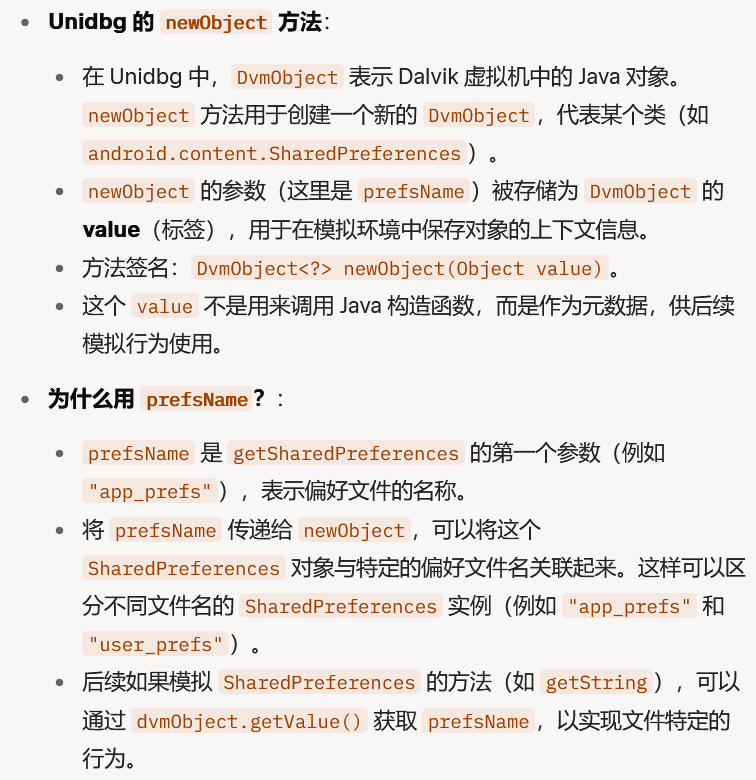 Unidbg 的 newObject 方法：
在 Unidbg 中，DvmObject 表示 Dalvik 虚拟机中的 Java 对象。
newObject 方法用于创建一个新的 DvmObject，代表某个类（如
android.content.SharedPreferences）。
newObject 的参数（这里是 prefsName）被存储为 DvmObject 的
value（标签），用于在模拟环境中保存对象的上下文信息。
方法签名：DvmObject<?> newObject(Object value)。
这个 value 不是用来调用 Java 构造函数，而是作为元数据，供后续
模拟行为使用。
为什么用 prefsName？：
prefsName 是 getSharedPreferences 的第一个参数（例如
"app_prefs"），表示偏好文件的名称。
将 prefsName 传递给 newObject，可以将这个
SharedPreferences 对象与特定的偏好文件名关联起来。这样可以区
分不同文件名的 SharedPreferences 实例（例如 "app_prefs" 和
"user_prefs"）。
后续如果模拟 SharedPreferences 的方法（如 getString），可以
通过 dvmObject.getValue() 获取 prefsName，以实现文件特定的
行为。